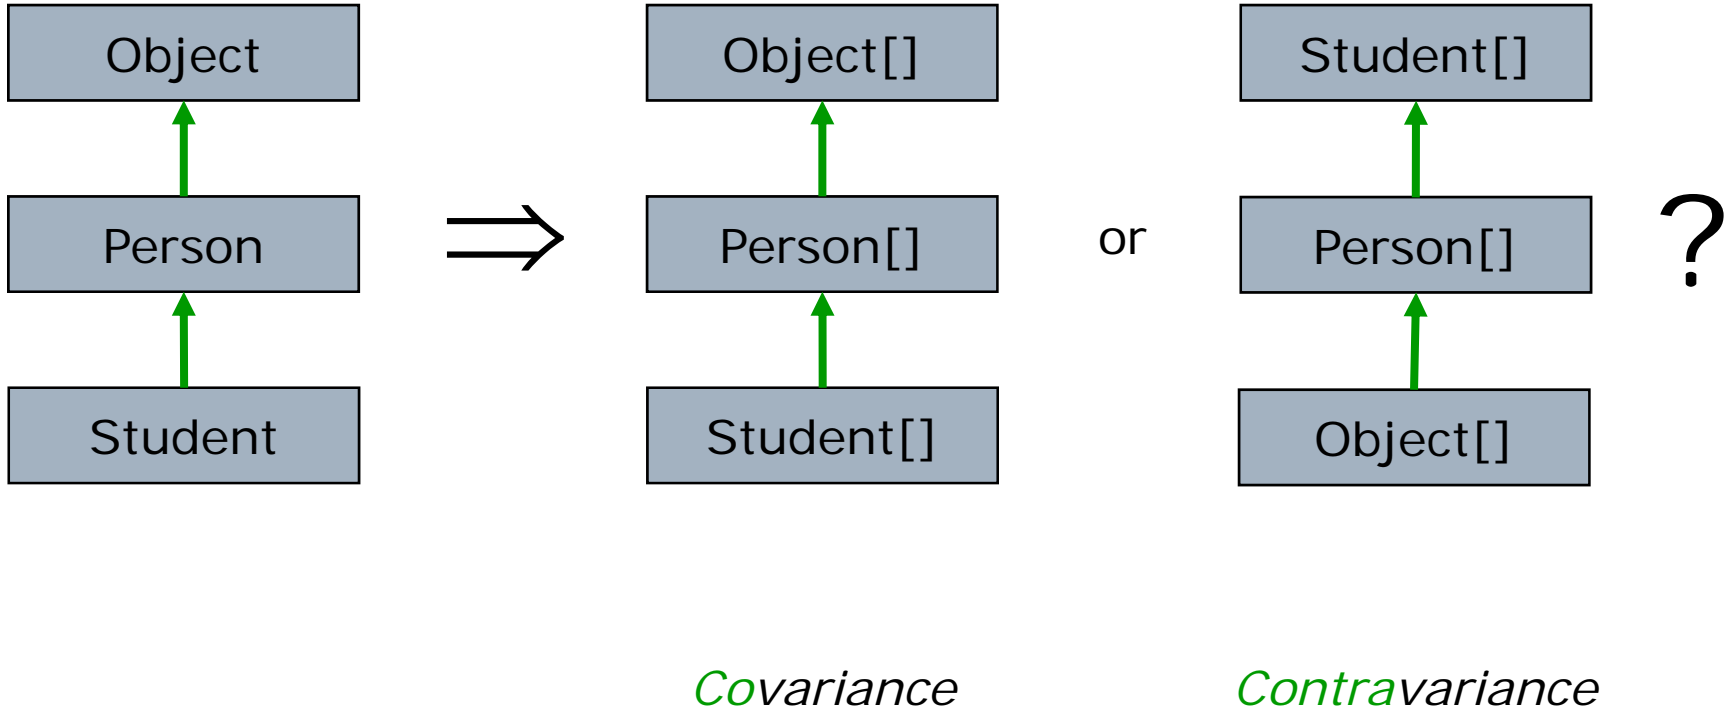 Object
Person
Student
⇒
Object[]
Person[]
Student[]
or
Student[]
Person[]
Object[]
?
Covariance
Contravariance